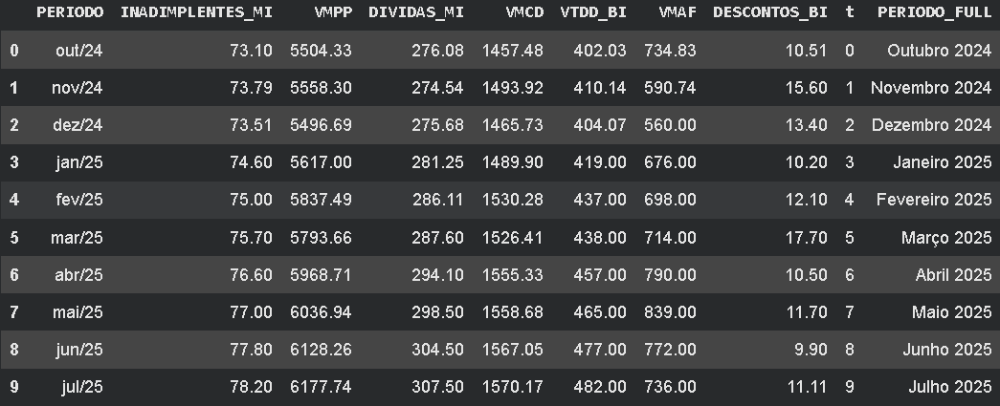 PERIODO INADIMPLENTES_MI VMPP DIVIDAS_MI VMCD VTDD_BI VMAF DESCONTOS_BI t PERIODO_FULL
0 out/24 73.10 5504.33 276.08 1457.48 402.03 734.83 10.51 0 Outubro 2024
1 nov/24 73.79 5558.30 274.54 1493.92 410.14 590.74 15.60 1 Novembro 2024
2 dez/24 73.51 5496.69 275.68 1465.73 404.07 560.00 13.40 2 Dezembro 2024
3 jan/25 74.60 5617.00 281.25 1489.90 419.00 676.00 10.20 3 Janeiro 2025
4 fev/25 75.00 5837.49 286.11 1530.28 437.00 698.00 12.10 4 Fevereiro 2025
5 mar/25 75.70 5793.66 287.60 1526.41 438.00 714.00 17.70 5 Março 2025
6 abr/25 76.60 5968.71 294.10 1555.33 457.00 790.00 10.50 6 Abril 2025
7 mai/25 77.00 6036.94 298.50 1558.68 465.00 839.00 11.70 7 Maio 2025
8 jun/25 77.80 6128.26 304.50 1567.05 477.00 772.00 9.90 8 Junho 2025
9 jul/25 78.20 6177.74 307.50 1570.17 482.00 736.00 11.11 9 Julho 2025